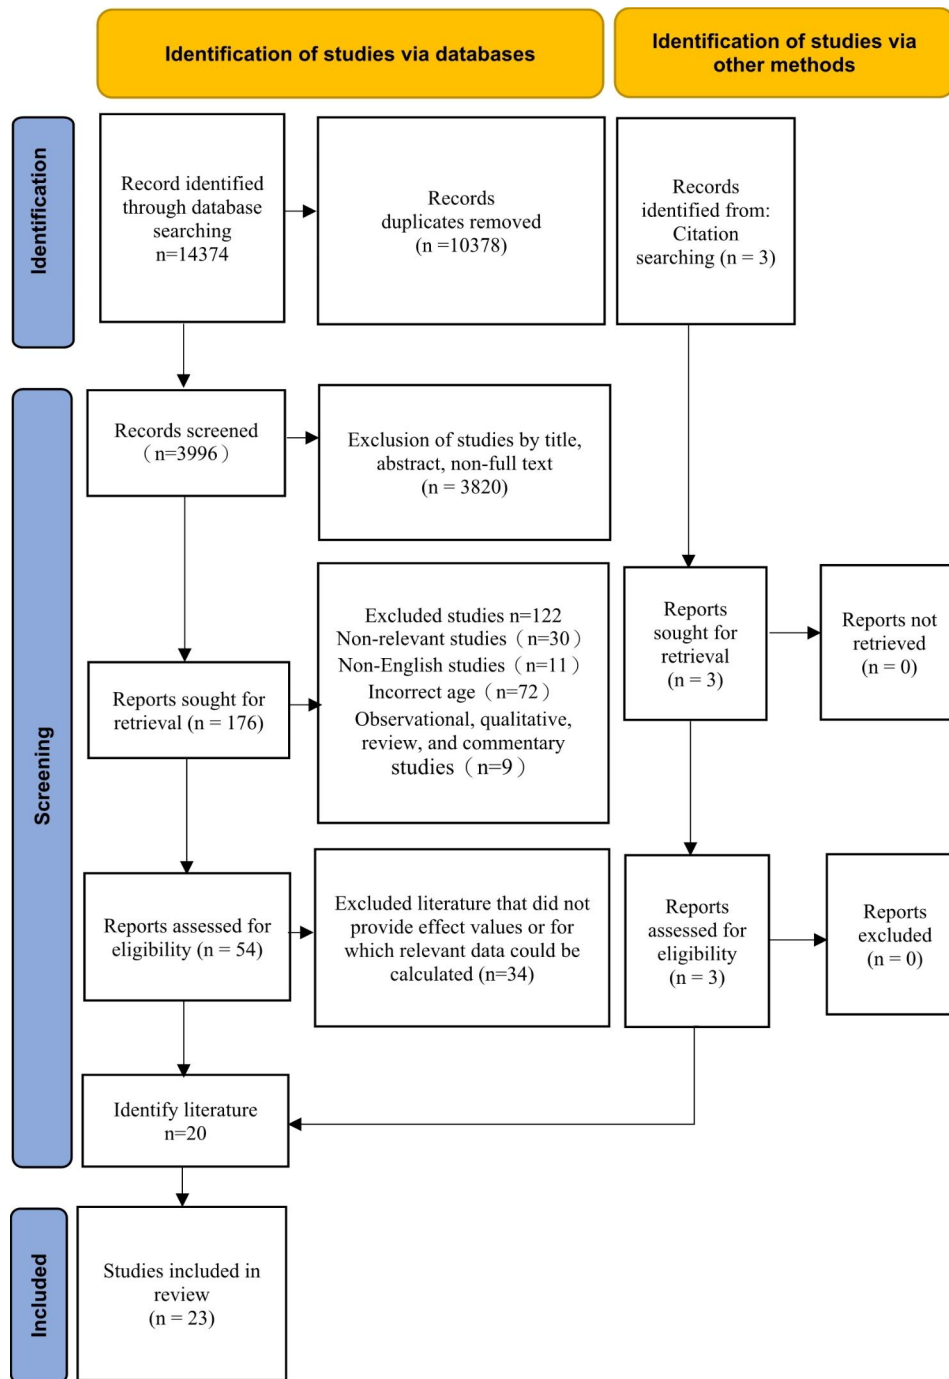 Identification of studies via databases
Identification of studies via
other methods
Identification
Record identified
through database
searching
n=14374
Records
duplicates removed
(n =10378)
Records
identified from:
Citation
searching (n = 3)
Screening
Records screened
（n=3996）
Exclusion of studies by title,
abstract, non-full text
(n = 3820)
Reports sought for
retrieval (n = 176)
Excluded studies n=122
Non-relevant studies（n=30）
Non-English studies（n=11）
Incorrect age（n=72）
Observational, qualitative,
review, and commentary
studies（n=9）
Reports
sought for
retrieval
(n = 3)
Reports not
retrieved
(n = 0)
Reports assessed for
eligibility (n = 54)
Excluded literature that did not
provide effect values or for
which relevant data could be
calculated (n=34)
Reports
assessed for
eligibility
(n = 3)
Reports
excluded
(n = 0)
Identify literature
n=20
Included
Studies included in
review
(n = 23)